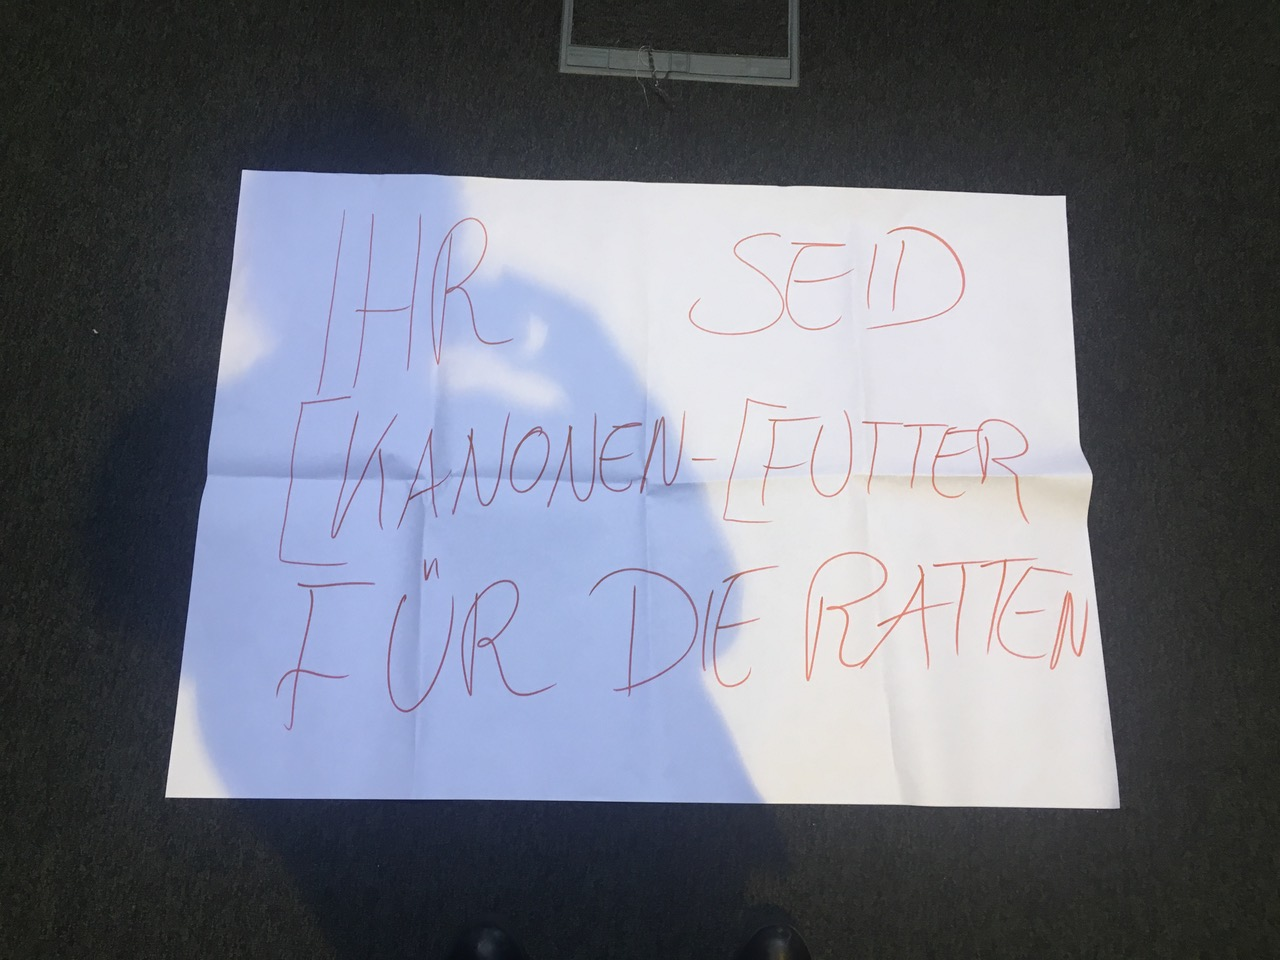 IHR SEID
[KANONEN-[FUTTER
FÜR DIE RATTEN